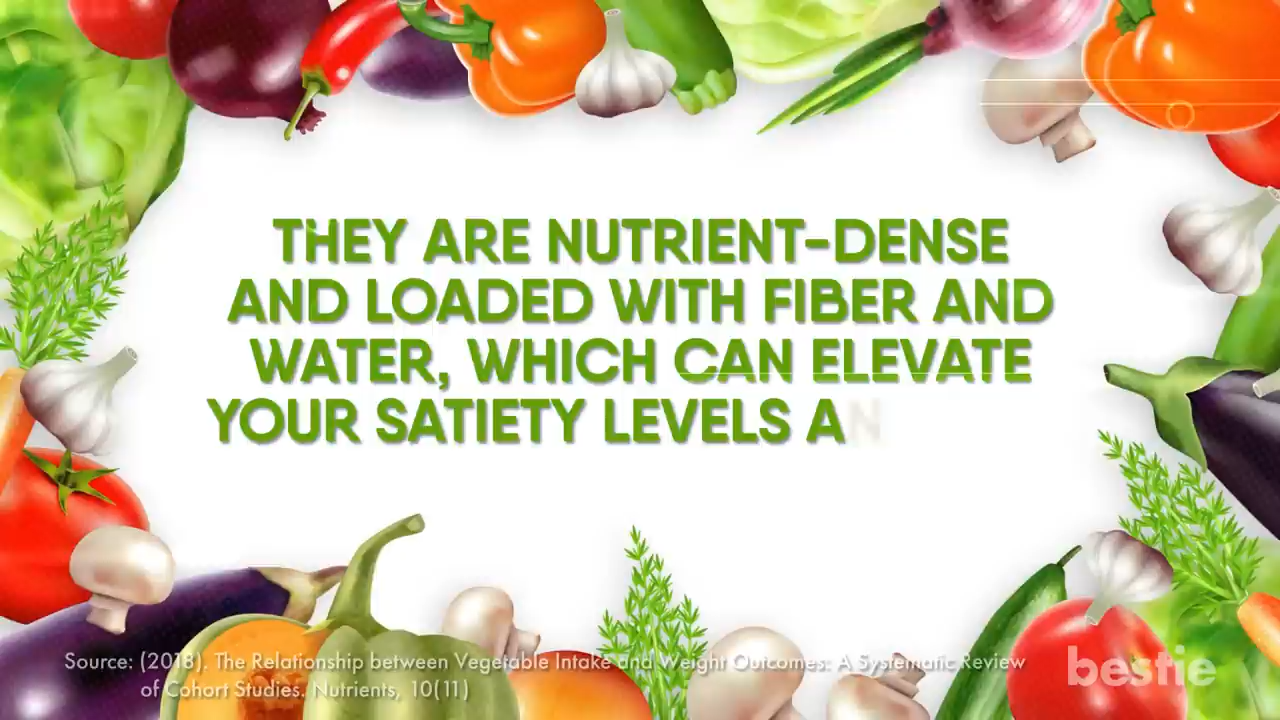 THEY ARE NUTRIENT-DENSE
AND LOADED WITH FIBER AND
WATER, WHICH CAN ELEVATE
YOUR SATIETY LEVELS AN
Source: (2018). The Relationship between Vegetable Intake and Weight Outcomes: A Systematic Review
of Cohort Studies. Nutrients, 10(11)
bestie